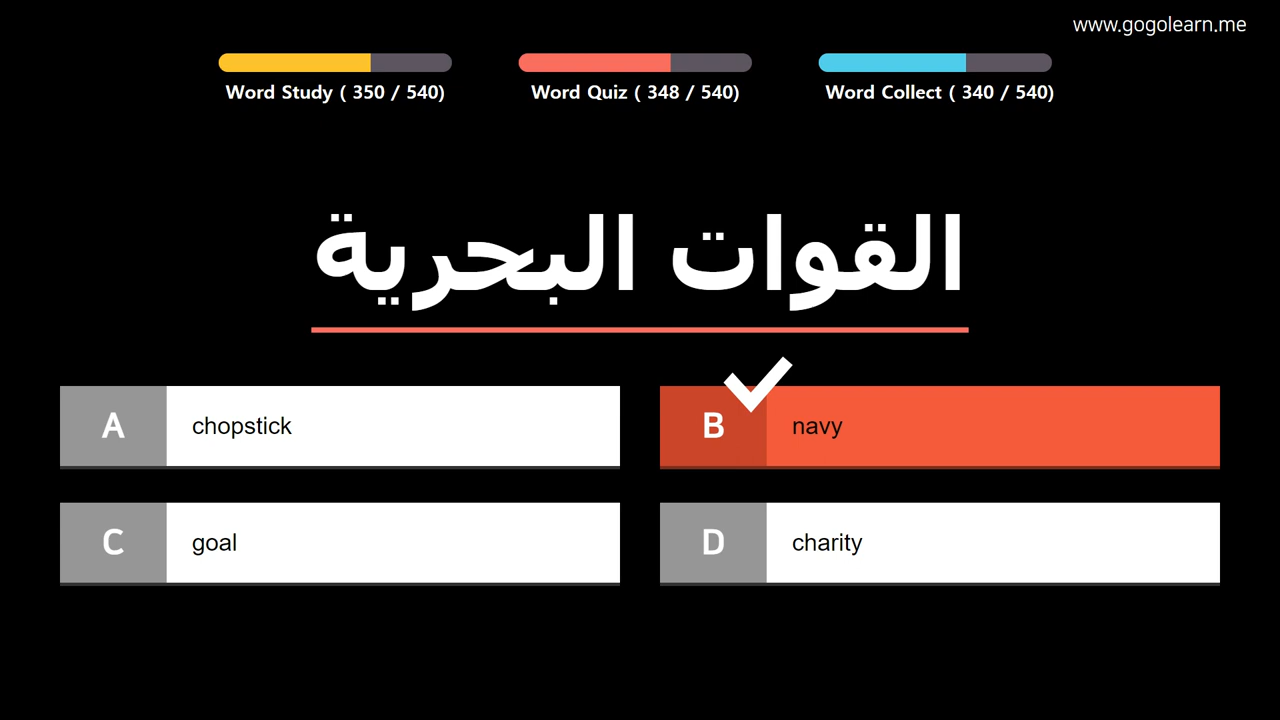 www.gogolearn.me
Word Study ( 350 / 540)
Word Quiz ( 348 / 540)
Word Collect ( 340 / 540)
القوات البحرية
A chopstick
B navy
C goal
D charity